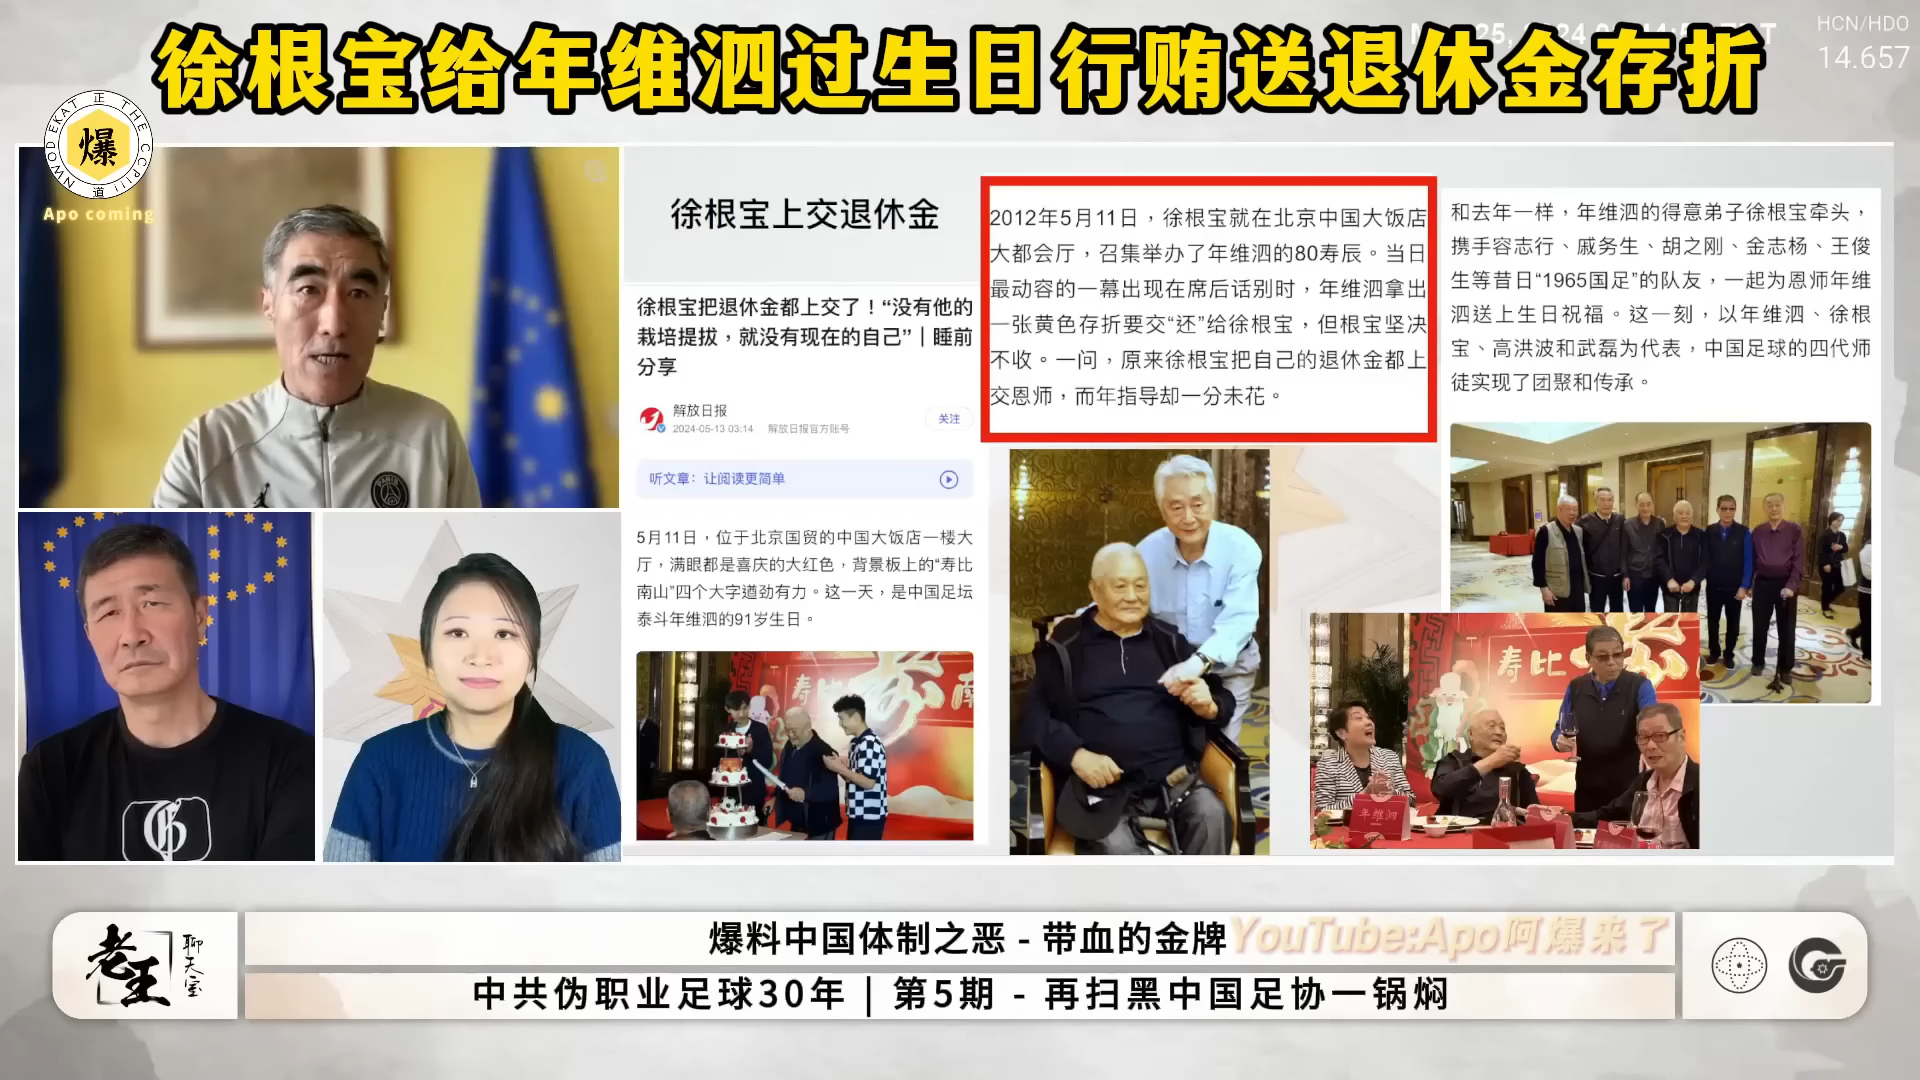 徐根宝给年维泗过生日行贿送退休金存折
HCN/HDO
14.657
爆
正
道
NWOD EKAT
THE CCP!!!
Apo coming
徐根宝上交退休金
徐根宝把退休金都上交了！“没有他的
栽培提拔，就没有现在的自己”｜睡前
分享
解放日报
2024-05-13 03:14 解放日报官方账号
关注
听文章：让阅读更简单
5月11日，位于北京国贸的中国大饭店一楼大
厅，满眼都是喜庆的大红色，背景板上的“寿比
南山”四个大字遒劲有力。这一天，是中国足坛
泰斗年维泗的91岁生日。
2012年5月11日，徐根宝就在北京中国大饭店
大都会厅，召集举办了年维泗的80寿辰。当日
最动容的一幕出现在席后话别时，年维泗拿出
一张黄色存折要交“还”给徐根宝，但根宝坚决
不收。一问，原来徐根宝把自己的退休金都上
交恩师，而年指导却一分未花。
和去年一样，年维泗的得意弟子徐根宝牵头，
携手容志行、戚务生、胡之刚、金志杨、王俊
生等昔日“1965国足”的队友，一起为恩师年维
泗送上生日祝福。这一刻，以年维泗、徐根
宝、高洪波和武磊为代表，中国足球的四代师
徒实现了团聚和传承。
PARIS
寿比
南
寿比
年维泗
老王
聊天室
爆料中国体制之恶 - 带血的金牌
YouTube:Apo阿爆来了
中共伪职业足球30年 | 第5期 - 再扫黑中国足协一锅焖